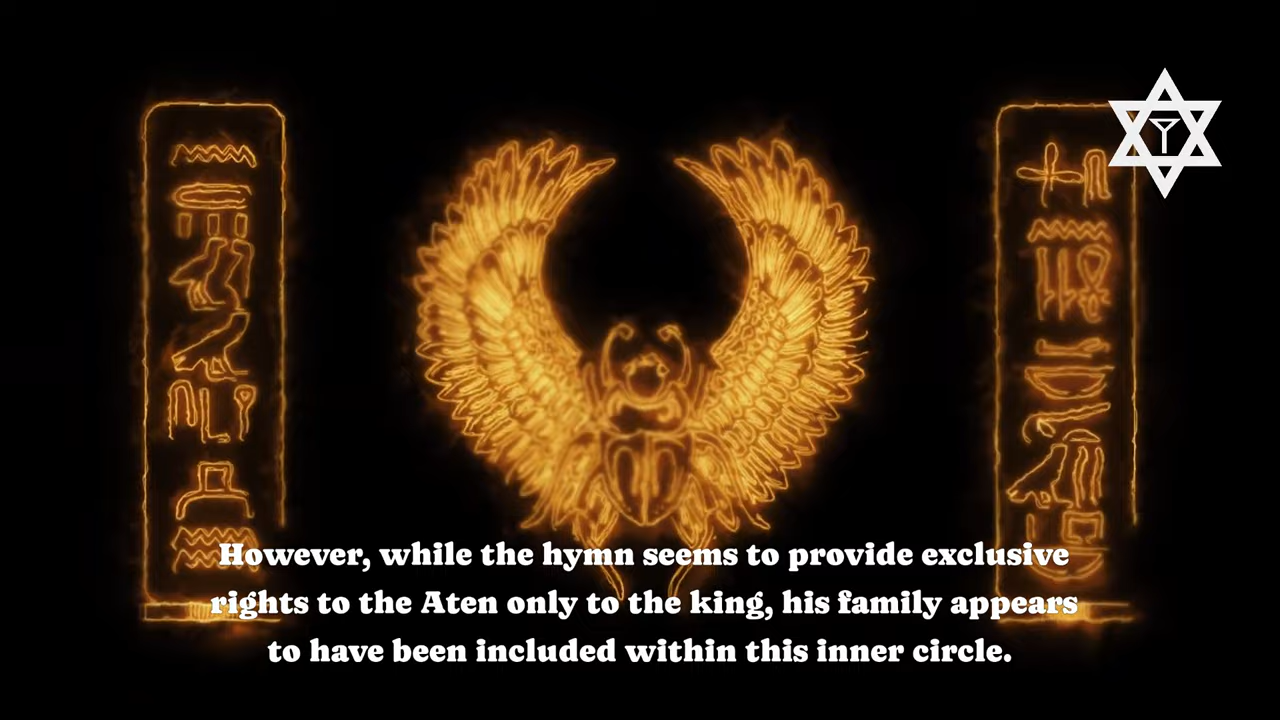 However, while the hymn seems to provide exclusive
rights to the Aten only to the king, his family appears
to have been included within this inner circle.